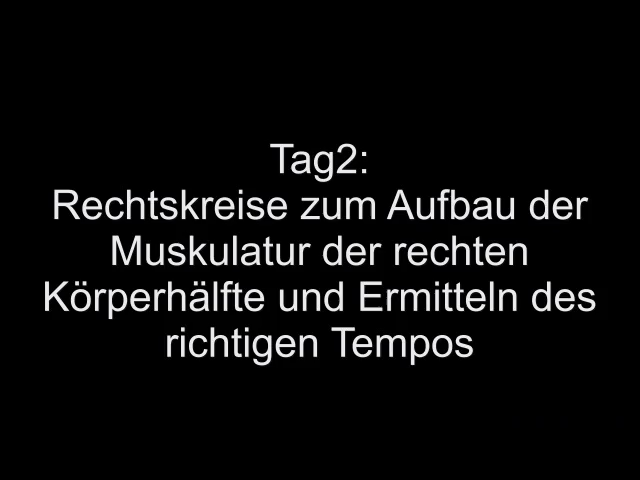 Tag2:
Rechtskreise zum Aufbau der
Muskulatur der rechten
Körperhälfte und Ermitteln des
richtigen Tempos